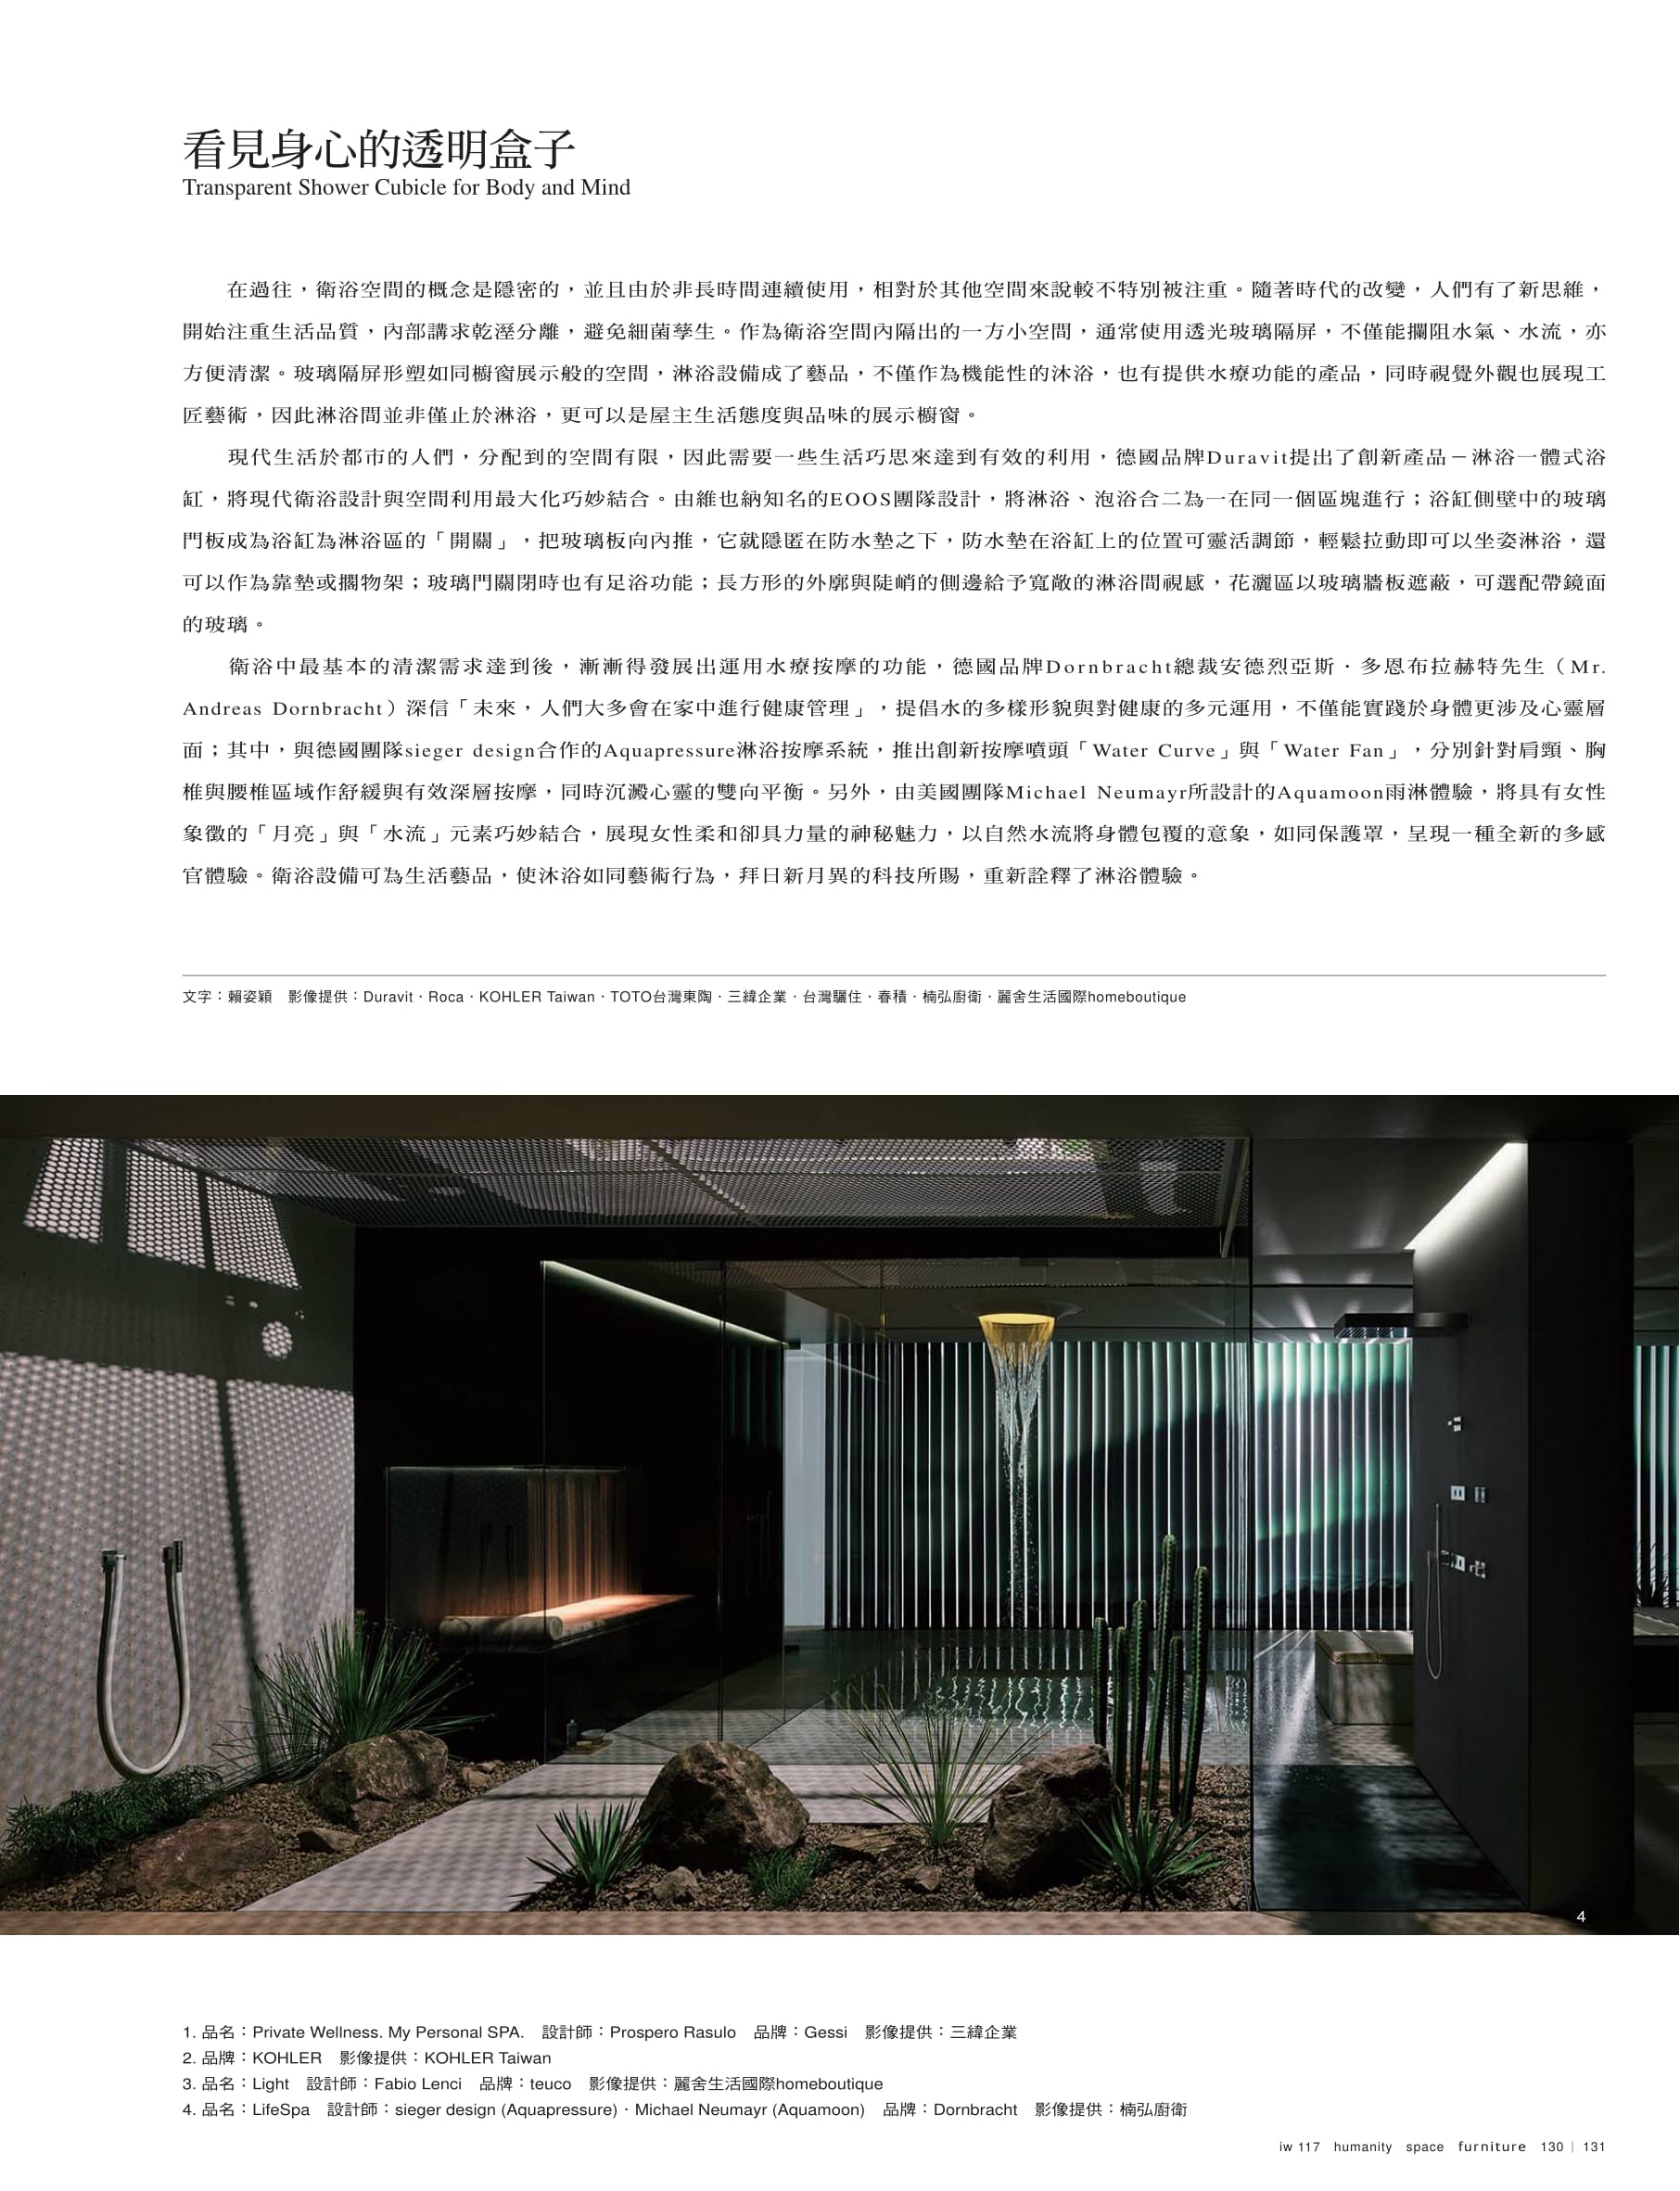 看見身心的透明盒子
Transparent Shower Cubicle for Body and Mind
在過往，衛浴空間的概念是隱密的，並且由於非長時間連續使用，相對於其他空間來說較不特別被注重。隨著時代的改變，人們有了新思維，
開始注重生活品質，內部講求乾溼分離，避免細菌孳生。作為衛浴空間內隔出的一方小空間，通常使用透光玻璃隔屏，不僅能攔阻水氣、水流，亦
方便清潔。玻璃隔屏形塑如同櫥窗展示般的空間，淋浴設備成了藝品，不僅作為機能性的沐浴，也有提供水療功能的產品，同時視覺外觀也展現工
匠藝術，因此淋浴間並非僅止於淋浴，更可以是屋主生活態度與品味的展示櫥窗。
現代生活於都市的人們，分配到的空間有限，因此需要一些生活巧思來達到有效的利用，德國品牌Duravit提出了創新產品－淋浴一體式浴
缸，將現代衛浴設計與空間利用最大化巧妙結合。由維也納知名的EOOS團隊設計，將淋浴、泡浴合二為一在同一個區塊進行；浴缸側壁中的玻璃
門板成為浴缸為淋浴區的「開關」，把玻璃板向內推，它就隱匿在防水墊之下，防水墊在浴缸上的位置可靈活調節，輕鬆拉動即可以坐姿淋浴，還
可以作為靠墊或擱物架；玻璃門關閉時也有足浴功能；長方形的外廓與陡峭的側邊給予寬敞的淋浴間視感，花灑區以玻璃牆板遮蔽，可選配帶鏡面
的玻璃。
衛浴中最基本的清潔需求達到後，漸漸得發展出運用水療按摩的功能，德國品牌Dornbracht總裁安德烈亞斯．多恩布拉赫特先生（Mr.
Andreas Dornbracht）深信「未來，人們大多會在家中進行健康管理」，提倡水的多樣形貌與對健康的多元運用，不僅能實踐於身體更涉及心靈層
面；其中，與德國團隊sieger design合作的Aquapressure淋浴按摩系統，推出創新按摩噴頭「Water Curve」與「Water Fan」，分別針對肩頸、胸
椎與腰椎區域作舒緩與有效深層按摩，同時沉澱心靈的雙向平衡。另外，由美國團隊Michael Neumayr所設計的Aquamoon雨淋體驗，將具有女性
象徵的「月亮」與「水流」元素巧妙結合，展現女性柔和卻具力量的神秘魅力，以自然水流將身體包覆的意象，如同保護罩，呈現一種全新的多感
官體驗。衛浴設備可為生活藝品，使沐浴如同藝術行為，拜日新月異的科技所賜，重新詮釋了淋浴體驗。
文字：賴姿穎　影像提供：Duravit．Roca．KOHLER Taiwan．TOTO台灣東陶．三緯企業．台灣驪住．春積．楠弘廚衛．麗舍生活國際homeboutique
4
1. 品名：Private Wellness. My Personal SPA.　設計師：Prospero Rasulo　品牌：Gessi　影像提供：三緯企業
2. 品牌：KOHLER　影像提供：KOHLER Taiwan
3. 品名：Light　設計師：Fabio Lenci　品牌：teuco　影像提供：麗舍生活國際homeboutique
4. 品名：LifeSpa　設計師：sieger design (Aquapressure)．Michael Neumayr (Aquamoon)　品牌：Dornbracht　影像提供：楠弘廚衛
iw 117 humanity space furniture 130 | 131